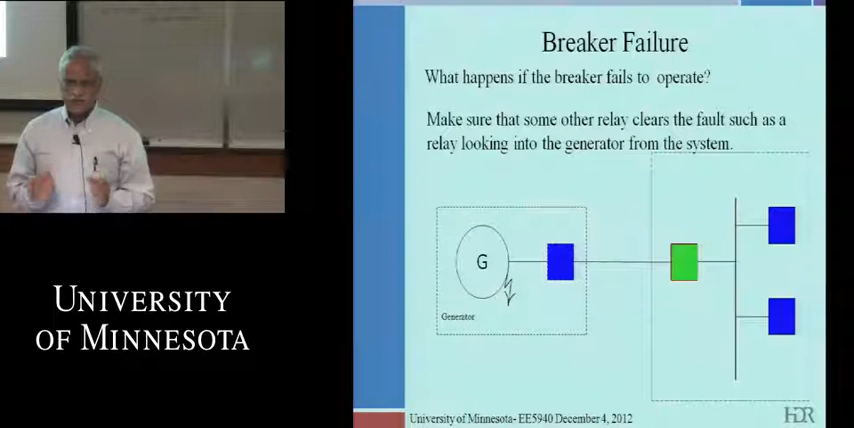 Breaker Failure
What happens if the breaker fails to operate?
Make sure that some other relay clears the fault such as a
relay looking into the generator from the system.
G
Generator
University of Minnesota- EE5940 December 4, 2012
HDR
UNIVERSITY
OF MINNESOTA